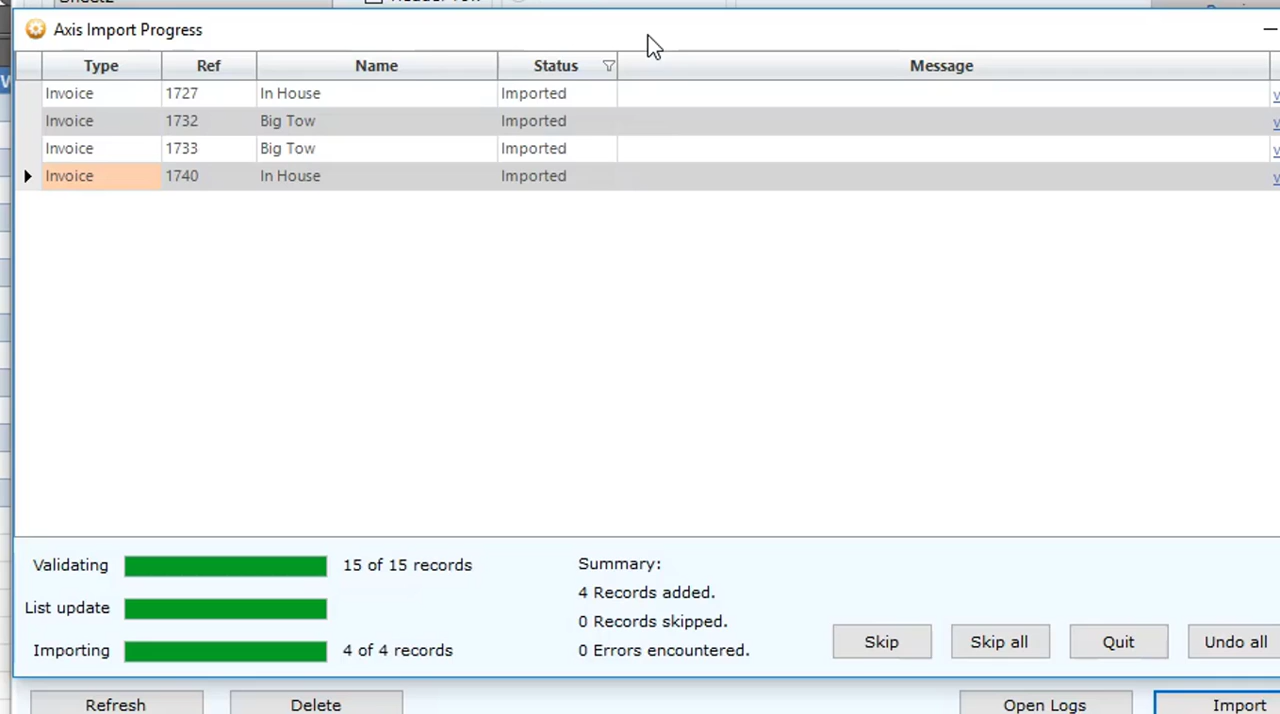 Axis Import Progress
Type Ref Name Status Message
Invoice 1727 In House Imported
Invoice 1732 Big Tow Imported
Invoice 1733 Big Tow Imported
Invoice 1740 In House Imported
Validating 15 of 15 records
List update
Importing 4 of 4 records
Summary:
4 Records added.
0 Records skipped.
0 Errors encountered.
Skip Skip all Quit Undo all
Refresh Delete Open Logs Import